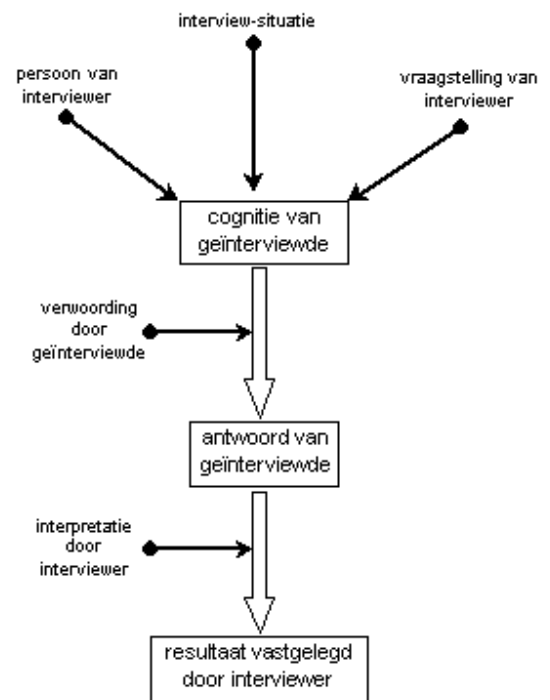 interview-situatie
persoon van
interviewer
vraagstelling van
interviewer
cognitie van
geïnterviewde
verwoording
door
geïnterviewde
antwoord van
geïnterviewde
interpretatie
door
interviewer
resultaat vastgelegd
door interviewer